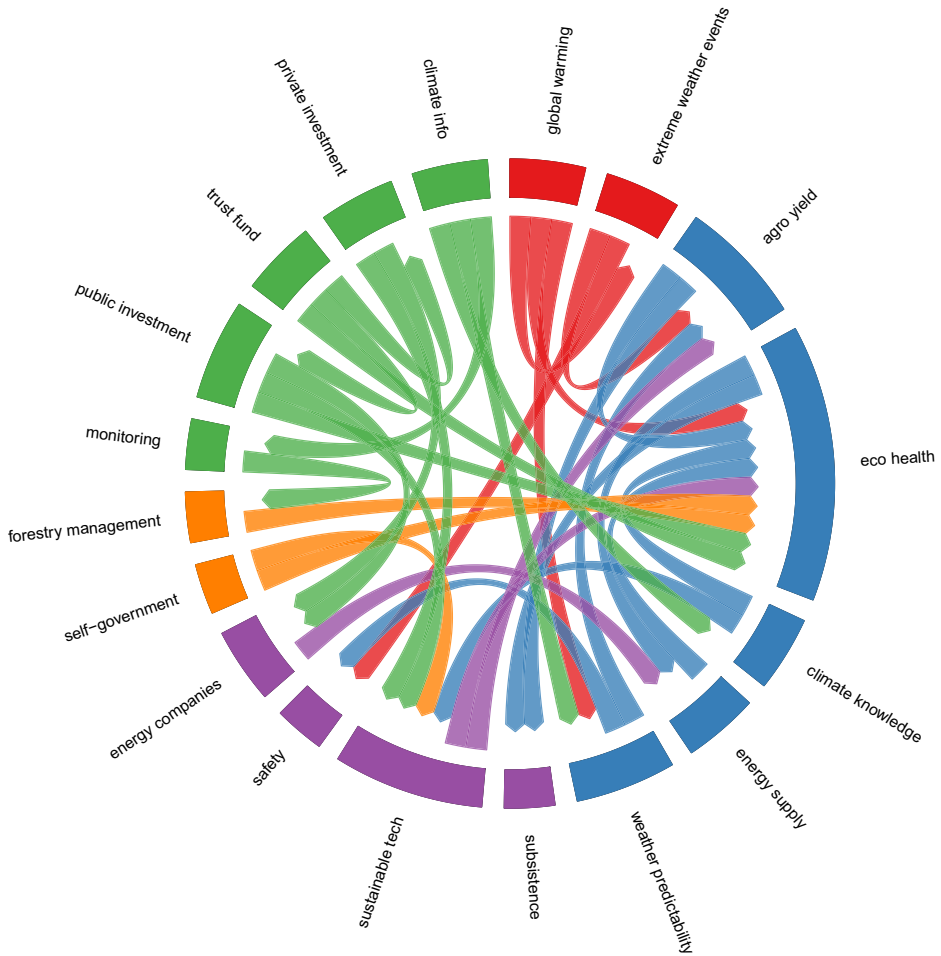 global warming
extreme weather events
agro yield
eco health
climate knowledge
energy supply
weather predictability
subsistence
sustainable tech
safety
energy companies
self−government
forestry management
monitoring
public investment
trust fund
private investment
climate info